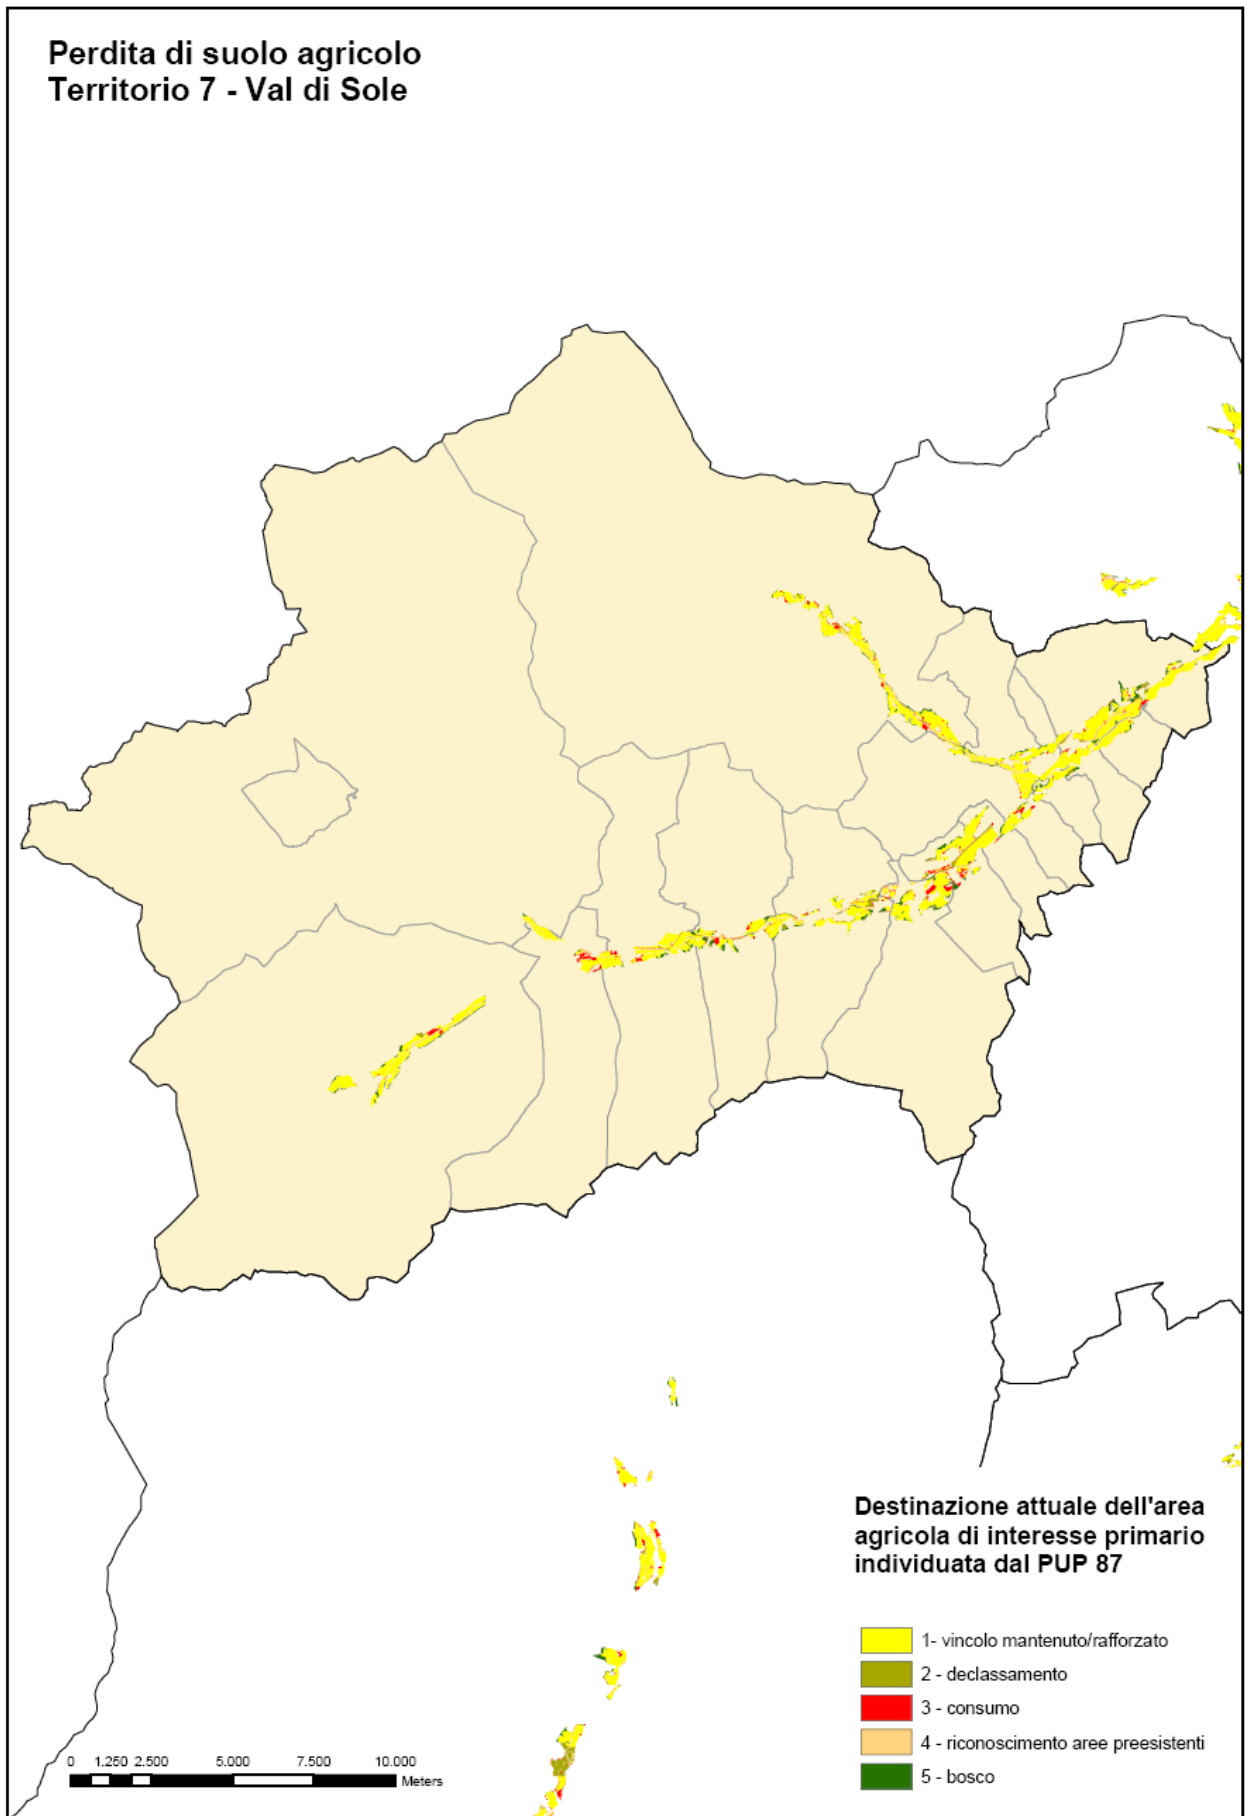 Perdita di suolo agricolo
Territorio 7 - Val di Sole
Destinazione attuale dell'area
agricola di interesse primario
individuata dal PUP 87
1- vincolo mantenuto/rafforzato
2 - declassamento
3 - consumo
4 - riconoscimento aree preesistenti
5 - bosco
0 1.250 2.500 5.000 7.500 10.000
Meters